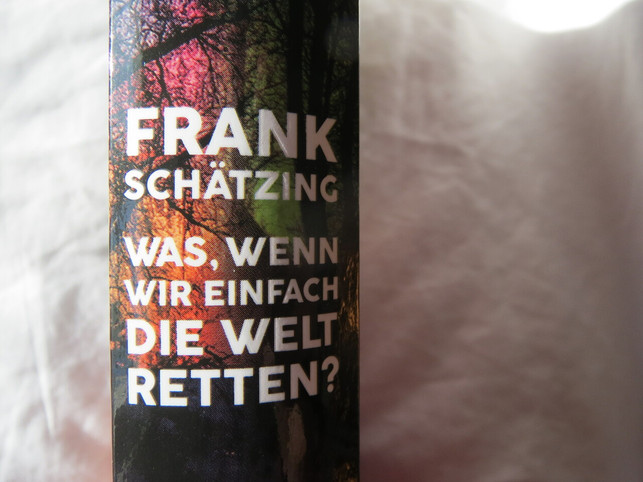 FRANK
SCHÄTZING
WAS, WENN
WIR EINFACH
DIE WELT
RETTEN?